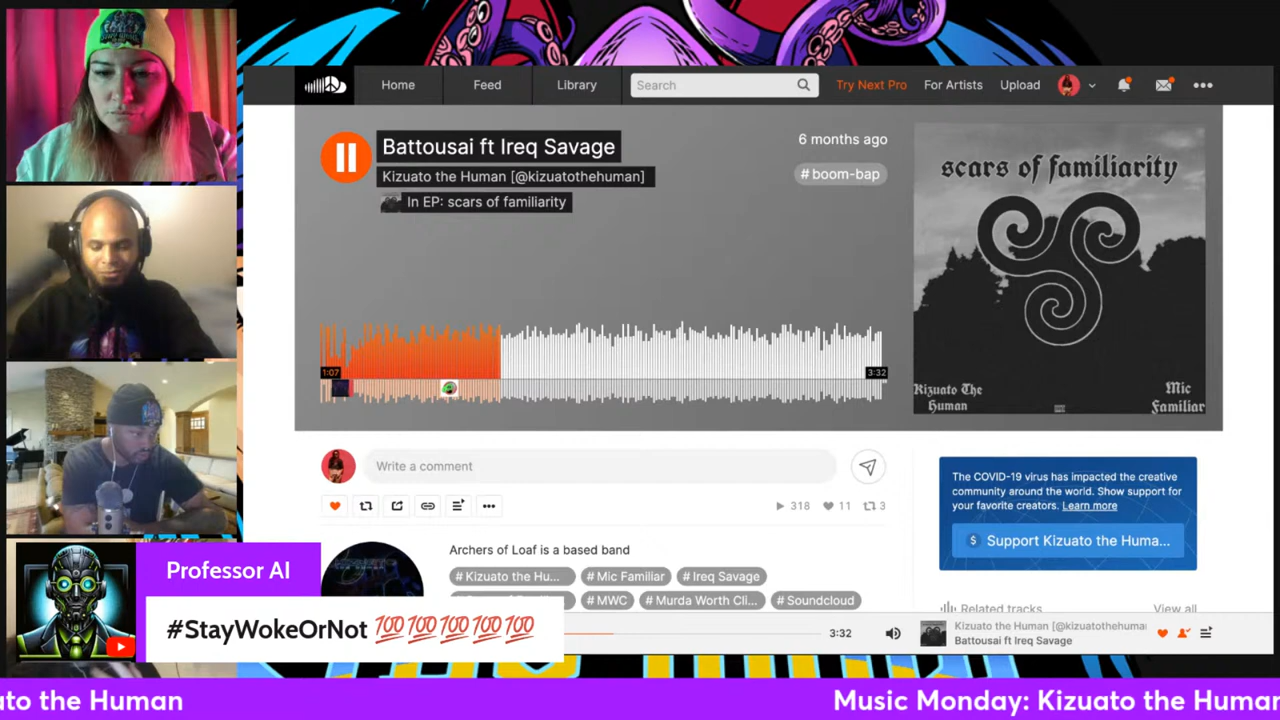 Home
Feed
Library
Search
Try Next Pro
For Artists
Upload
Battousai ft Ireq Savage
Kizuato the Human [@kizuatothehuman]
In EP: scars of familiarity
6 months ago
# boom-bap
scars of familiarity
Kizuato The
Human
Mic
Familiar
1:07
3:32
Write a comment
318
11
3
The COVID-19 virus has impacted the creative
community around the world. Show support for
your favorite creators. Learn more
$ Support Kizuato the Huma...
Archers of Loaf is a based band
# Kizuato the Hu...
# Mic Familiar
# Ireq Savage
# MWC
# Murda Worth Cli...
# Soundcloud
Related tracks
View all
Professor AI
#StayWokeOrNot 💯💯💯💯💯
3:32
Kizuato the Human [@kizuatothehuma
Battousai ft Ireq Savage
ato the Human
Music Monday: Kizuato the Human